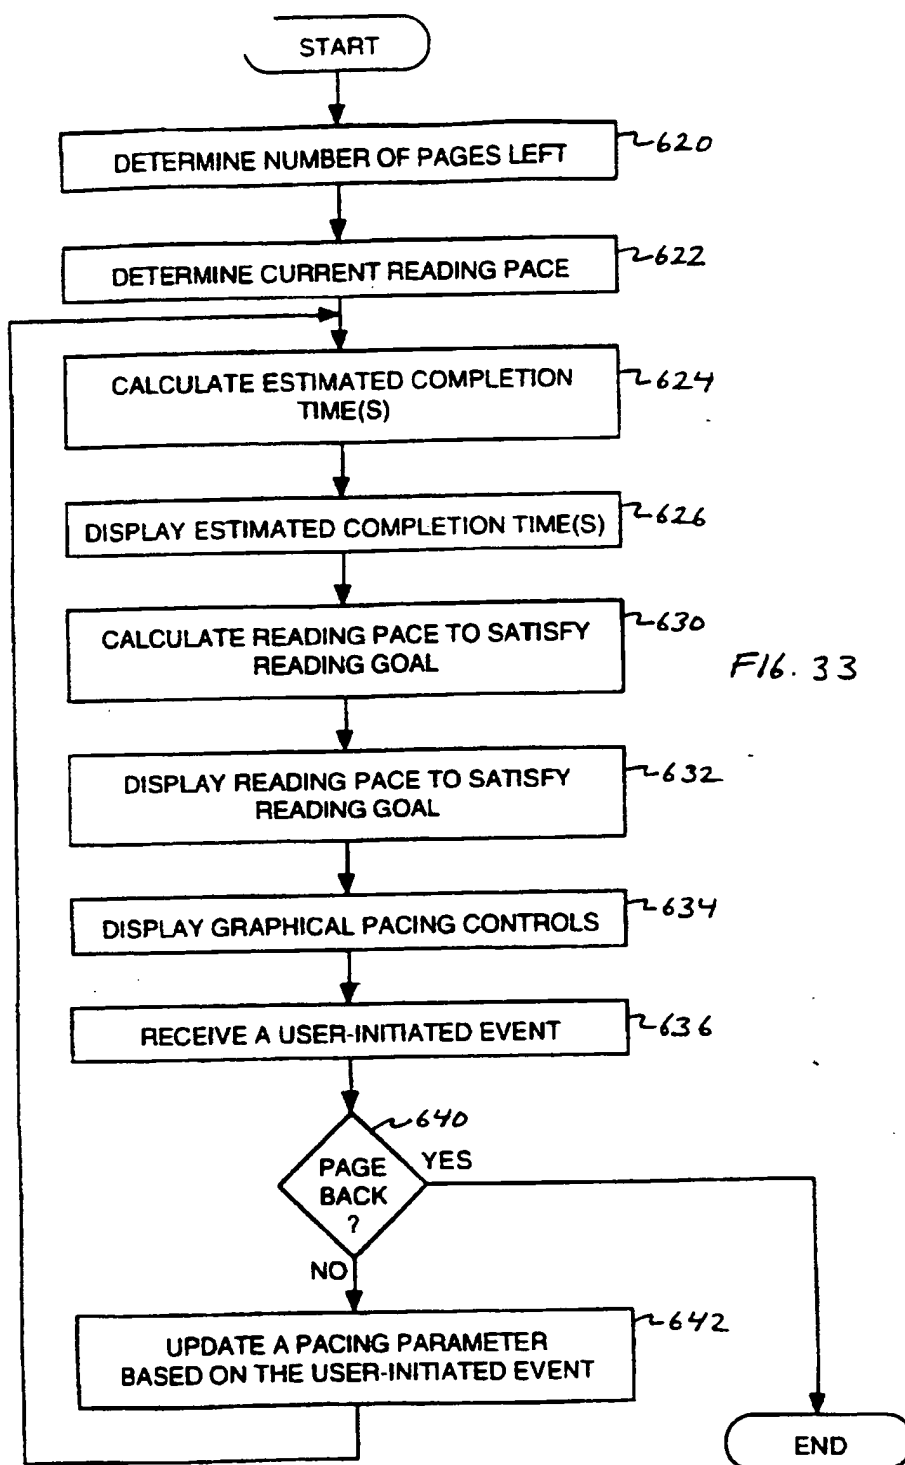 START
DETERMINE NUMBER OF PAGES LEFT
620
DETERMINE CURRENT READING PACE
622
CALCULATE ESTIMATED COMPLETION
TIME(S)
624
DISPLAY ESTIMATED COMPLETION TIME(S)
626
CALCULATE READING PACE TO SATISFY
READING GOAL
630
FIG. 33
DISPLAY READING PACE TO SATISFY
READING GOAL
632
DISPLAY GRAPHICAL PACING CONTROLS
634
RECEIVE A USER-INITIATED EVENT
636
640
PAGE
BACK
?
YES
NO
UPDATE A PACING PARAMETER
BASED ON THE USER-INITIATED EVENT
642
END